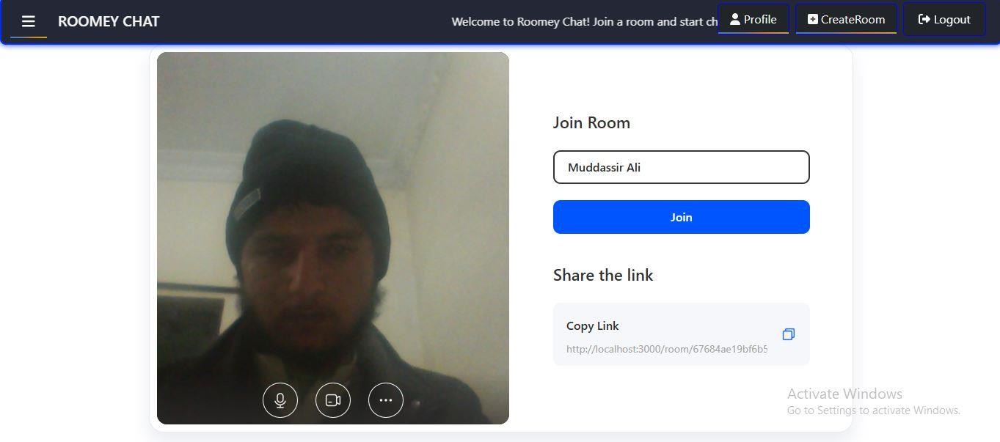 ROOMEY CHAT
Welcome to Roomey Chat! Join a room and start ch
Profile
CreateRoom
Logout
Join Room
Muddassir Ali
Join
Share the link
Copy Link
http://localhost:3000/room/67684ae19bf6b5
Activate Windows
Go to Settings to activate Windows.